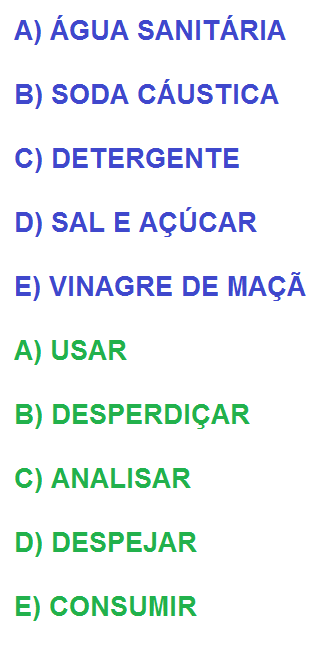 A) ÁGUA SANITÁRIA
B) SODA CÁUSTICA
C) DETERGENTE
D) SAL E AÇÚCAR
E) VINAGRE DE MAÇÃ
A) USAR
B) DESPERDIÇAR
C) ANALISAR
D) DESPEJAR
E) CONSUMIR